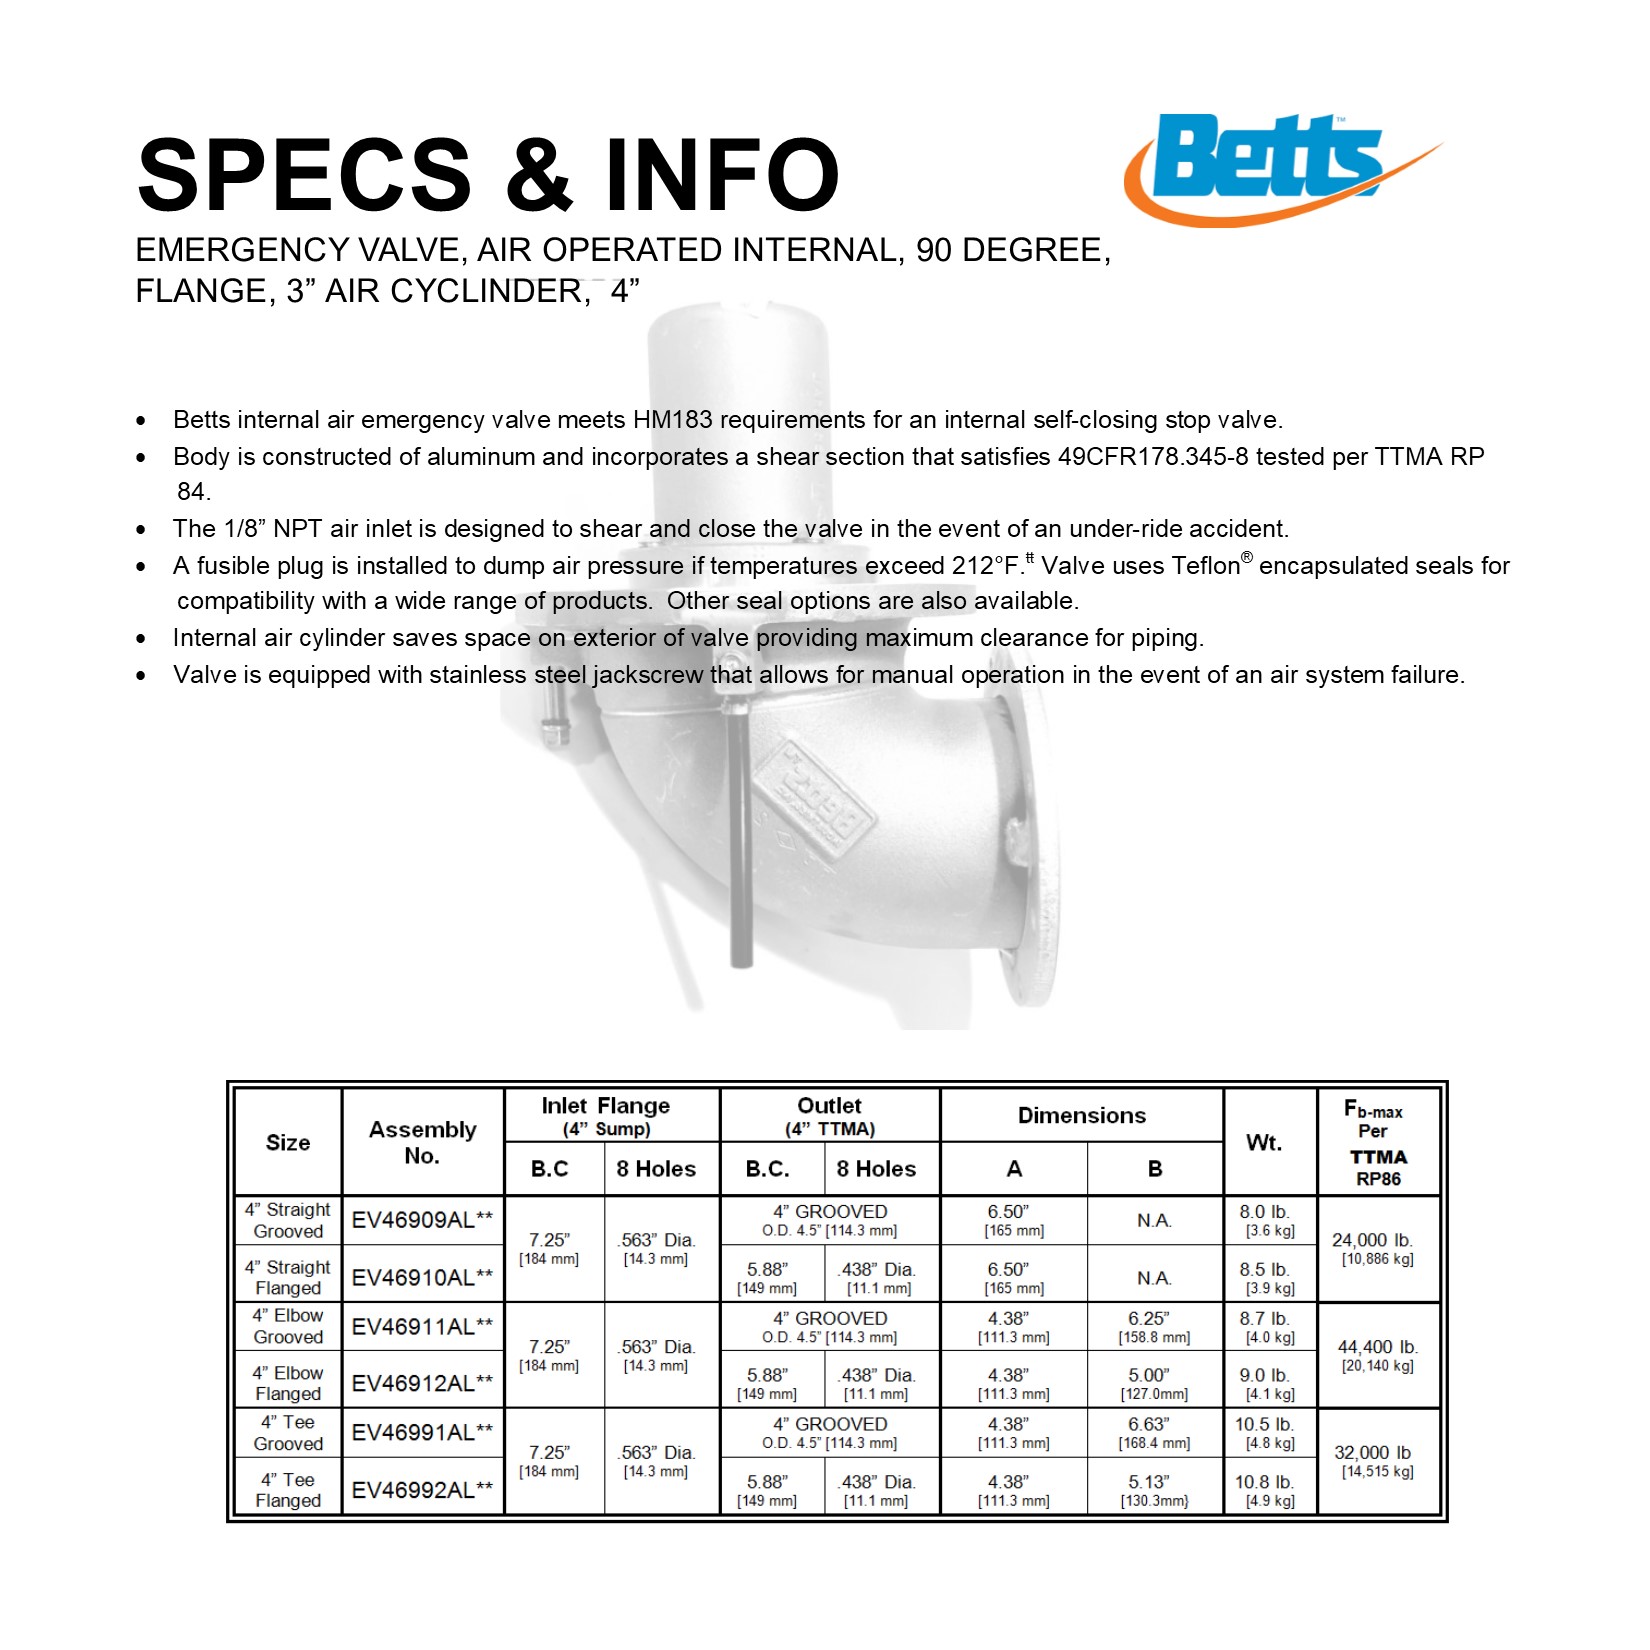 SPECS & INFO
Betts™
EMERGENCY VALVE, AIR OPERATED INTERNAL, 90 DEGREE,
FLANGE, 3” AIR CYCLINDER, 4”
• Betts internal air emergency valve meets HM183 requirements for an internal self-closing stop valve.
• Body is constructed of aluminum and incorporates a shear section that satisfies 49CFR178.345-8 tested per TTMA RP
84.
• The 1/8” NPT air inlet is designed to shear and close the valve in the event of an under-ride accident.
• A fusible plug is installed to dump air pressure if temperatures exceed 212°F.‡‡ Valve uses Teflon® encapsulated seals for
compatibility with a wide range of products. Other seal options are also available.
• Internal air cylinder saves space on exterior of valve providing maximum clearance for piping.
• Valve is equipped with stainless steel jackscrew that allows for manual operation in the event of an air system failure.
BETTS
Size Assembly No. Inlet Flange (4” Sump) Outlet (4” TTMA) Dimensions Wt. Fb-max Per TTMA RP86
B.C 8 Holes B.C. 8 Holes A B
4” Straight Grooved EV46909AL** 7.25” [184 mm] .563” Dia. [14.3 mm] 4” GROOVED O.D. 4.5” [114.3 mm] 6.50” [165 mm] N.A. 8.0 lb. [3.6 kg] 24,000 lb. [10,886 kg]
4” Straight Flanged EV46910AL** 5.88” [149 mm] .438” Dia. [11.1 mm] 6.50” [165 mm] N.A. 8.5 lb. [3.9 kg]
4” Elbow Grooved EV46911AL** 7.25” [184 mm] .563” Dia. [14.3 mm] 4” GROOVED O.D. 4.5” [114.3 mm] 4.38” [111.3 mm] 6.25” [158.8 mm] 8.7 lb. [4.0 kg] 44,400 lb. [20,140 kg]
4” Elbow Flanged EV46912AL** 5.88” [149 mm] .438” Dia. [11.1 mm] 4.38” [111.3 mm] 5.00” [127.0mm] 9.0 lb. [4.1 kg]
4” Tee Grooved EV46991AL** 7.25” [184 mm] .563” Dia. [14.3 mm] 4” GROOVED O.D. 4.5” [114.3 mm] 4.38” [111.3 mm] 6.63” [168.4 mm] 10.5 lb. [4.8 kg] 32,000 lb [14,515 kg]
4” Tee Flanged EV46992AL** 5.88” [149 mm] .438” Dia. [11.1 mm] 4.38” [111.3 mm] 5.13” [130.3mm} 10.8 lb. [4.9 kg]